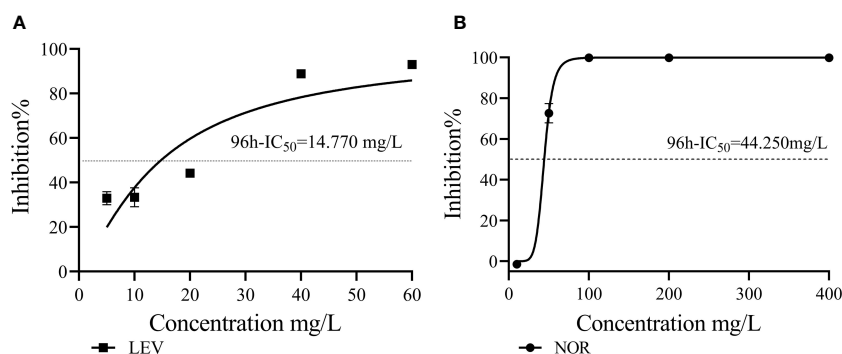 A
Inhibition%
100
80
60
40
20
0
96h-IC50=14.770 mg/L
0 10 20 30 40 50 60
Concentration mg/L
LEV
B
Inhibition%
100
80
60
40
20
0
96h-IC50=44.250mg/L
0 100 200 300 400
Concentration mg/L
NOR